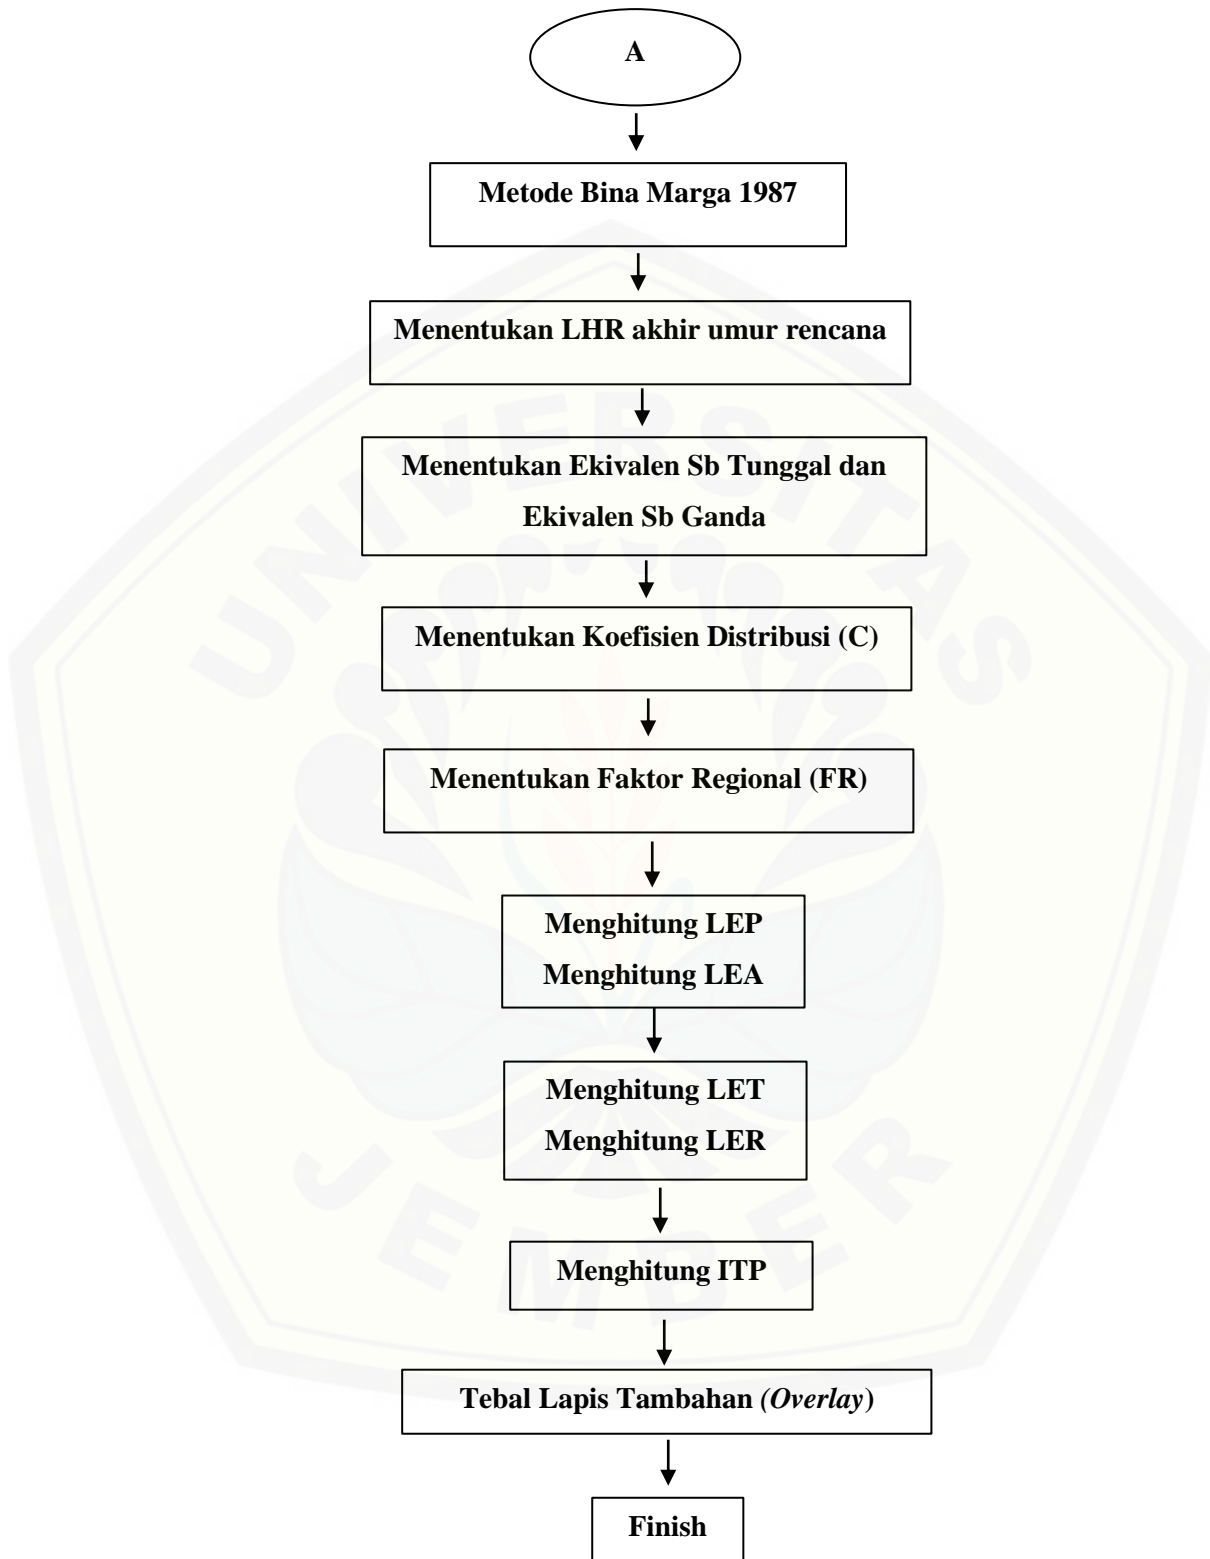 A
Metode Bina Marga 1987
Menentukan LHR akhir umur rencana
Menentukan Ekivalen Sb Tunggal dan
Ekivalen Sb Ganda
Menentukan Koefisien Distribusi (C)
Menentukan Faktor Regional (FR)
Menghitung LEP
Menghitung LEA
Menghitung LET
Menghitung LER
Menghitung ITP
Tebal Lapis Tambahan (Overlay)
Finish
UNIVERSITAS
JEMBER